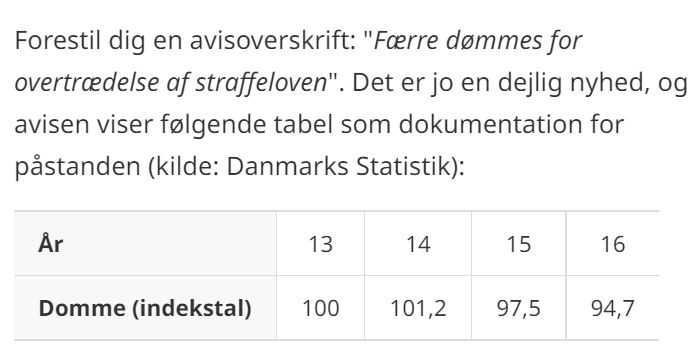 Forestil dig en avisoverskrift: "Færre dømmes for
overtrædelse af straffeloven". Det er jo en dejlig nyhed, og
avisen viser følgende tabel som dokumentation for
påstanden (kilde: Danmarks Statistik):
År 13 14 15 16
Domme (indekstal) 100 101,2 97,5 94,7